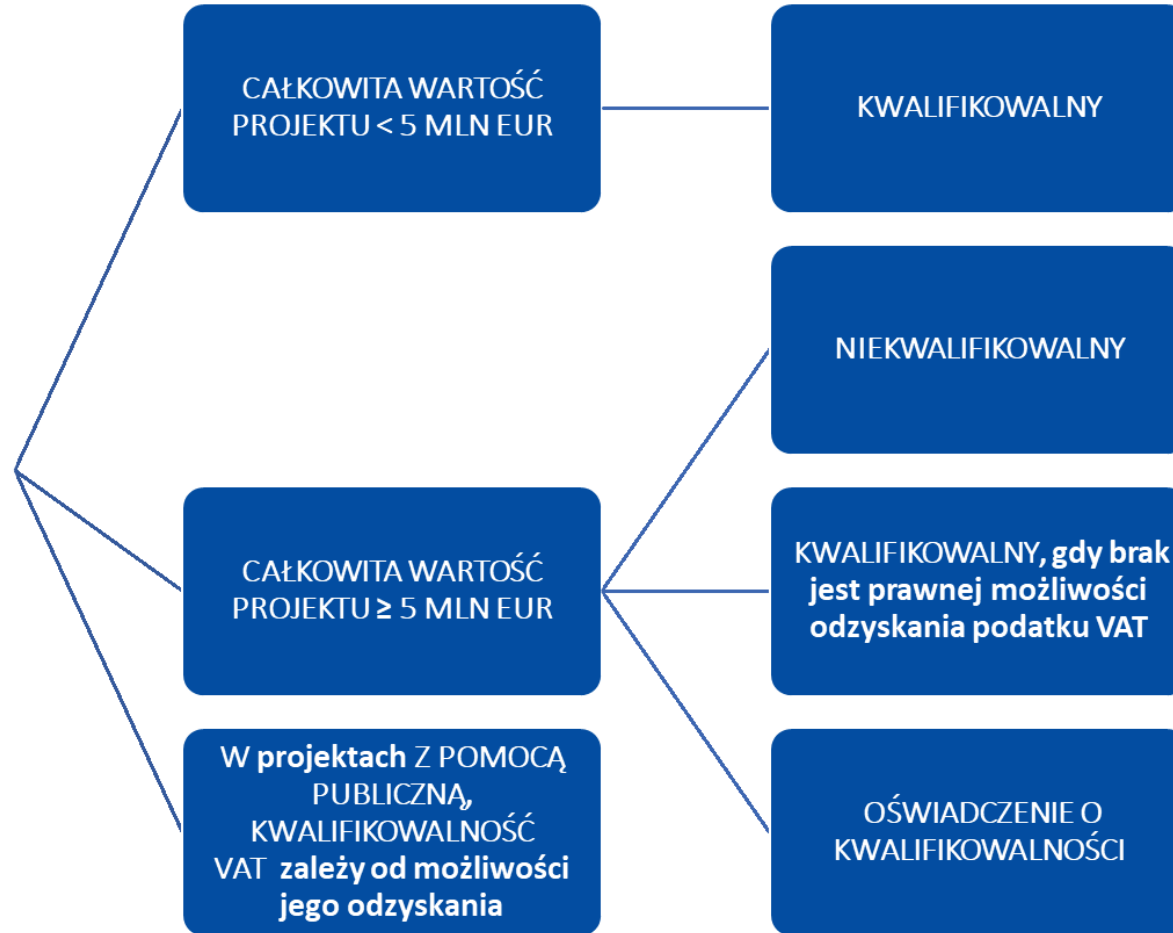 CAŁKOWITA WARTOŚĆ
PROJEKTU < 5 MLN EUR
KWALIFIKOWALNY
NIEKWALIFIKOWALNY
CAŁKOWITA WARTOŚĆ
PROJEKTU ≥ 5 MLN EUR
KWALIFIKOWALNY, gdy brak
jest prawnej możliwości
odzyskania podatku VAT
W projektach Z POMOCĄ
PUBLICZNĄ,
KWALIFIKOWALNOŚĆ
VAT zależy od możliwości
jego odzyskania
OŚWIADCZENIE O
KWALIFIKOWALNOŚCI